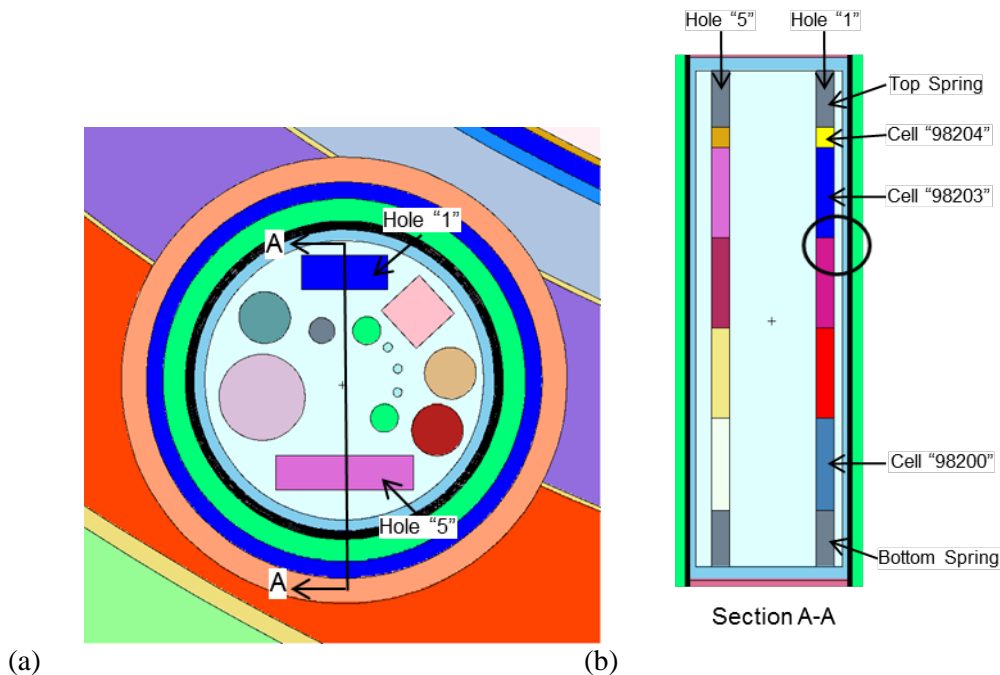 Hole “5”
Hole “1”
Top Spring
Cell “98204”
Hole “1”
Cell “98203”
A
Cell “98200”
Hole “5”
Bottom Spring
A
Section A-A
(a)
(b)